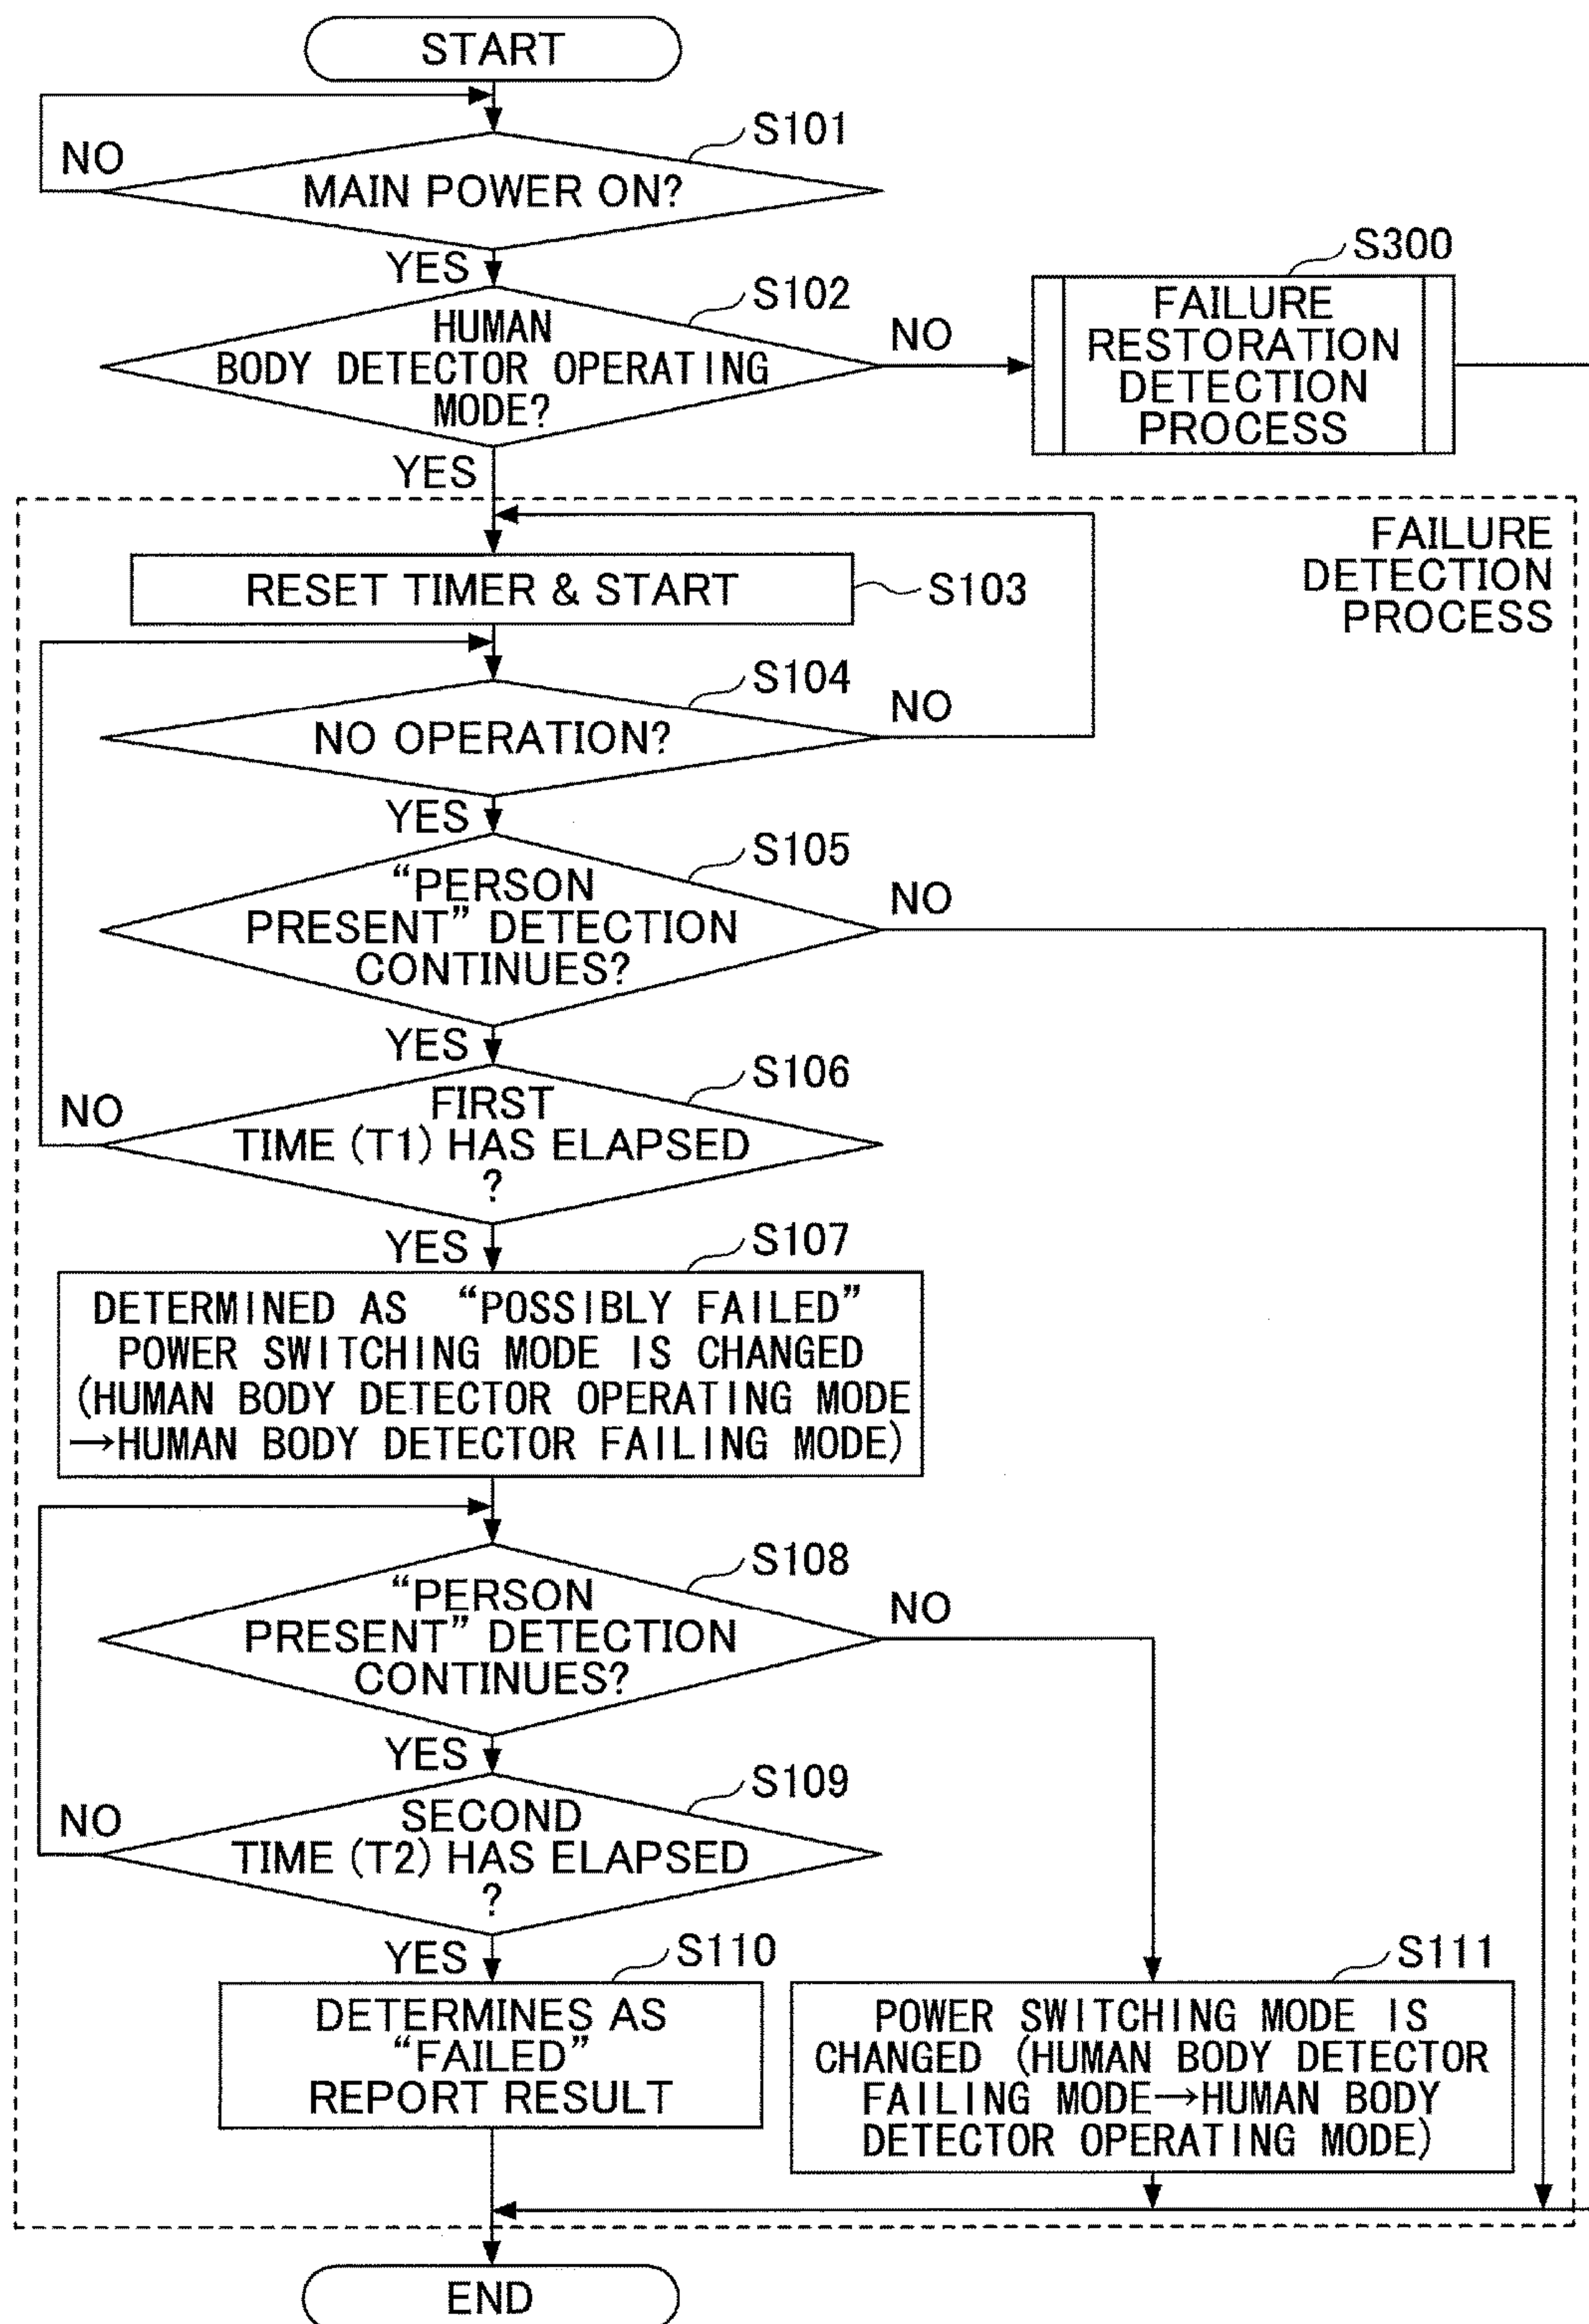 START
S101
NO
MAIN POWER ON?
YES
S102
S300
HUMAN
BODY DETECTOR OPERATING
MODE?
NO
FAILURE
RESTORATION
DETECTION
PROCESS
YES
FAILURE
DETECTION
PROCESS
RESET TIMER & START
S103
S104
NO OPERATION?
NO
YES
S105
“PERSON
PRESENT” DETECTION
CONTINUES?
NO
YES
S106
NO
FIRST
TIME (T1) HAS ELAPSED
?
YES
S107
DETERMINED AS “POSSIBLY FAILED”
POWER SWITCHING MODE IS CHANGED
(HUMAN BODY DETECTOR OPERATING MODE
→HUMAN BODY DETECTOR FAILING MODE)
S108
“PERSON
PRESENT” DETECTION
CONTINUES?
NO
YES
S109
NO
SECOND
TIME (T2) HAS ELAPSED
?
YES
S110
DETERMINES AS
“FAILED”
REPORT RESULT
S111
POWER SWITCHING MODE IS
CHANGED (HUMAN BODY DETECTOR
FAILING MODE→HUMAN BODY
DETECTOR OPERATING MODE)
END